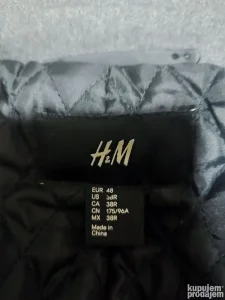 H&M
EUR 48
US 38R
CA 38R
CN 175/96A
MX 38R
Made in
China
kupujem
prodajem